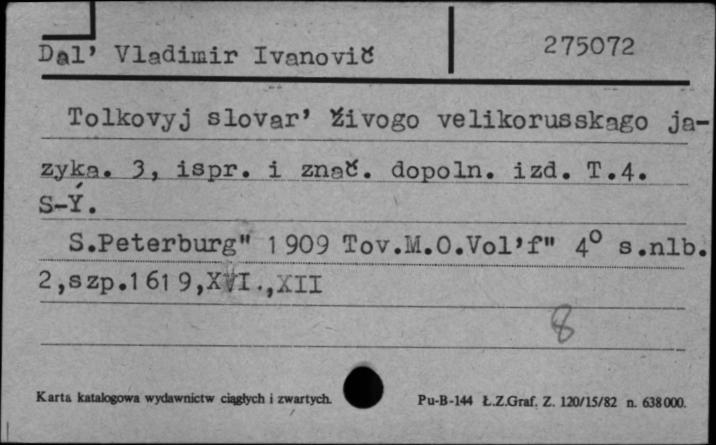 Dal’ Vladimir Ivanovič 275072
Tolkovyj slovar’ živogo velikorusskago ja-
zyka. 3, ispr. i znač. dopoln. izd. T.4.
S-Ý.
S.Peterburg" 1909 Tov.M.O.Vol’f" 4° s.nlb.
2,szp.1619,XVI.,XII
8
Karta katalogowa wydawnictw ciągłych i zwartych. Pu-B-144 Ł.Z.Graf. Z. 120/15/82 n. 638000.